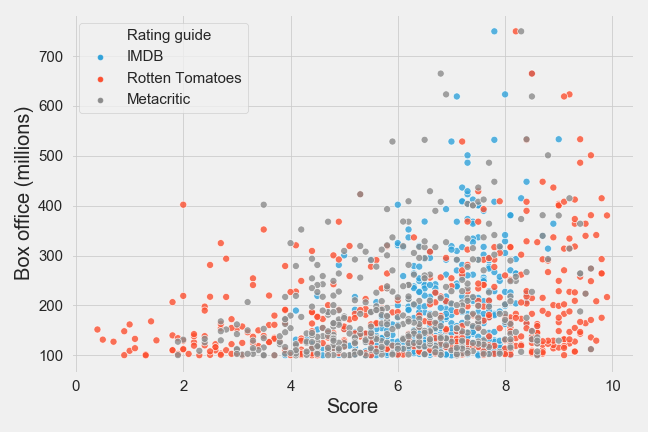 Rating guide
IMDB
Rotten Tomatoes
Metacritic
Box office (millions)
700
600
500
400
300
200
100
0 2 4 6 8 10
Score